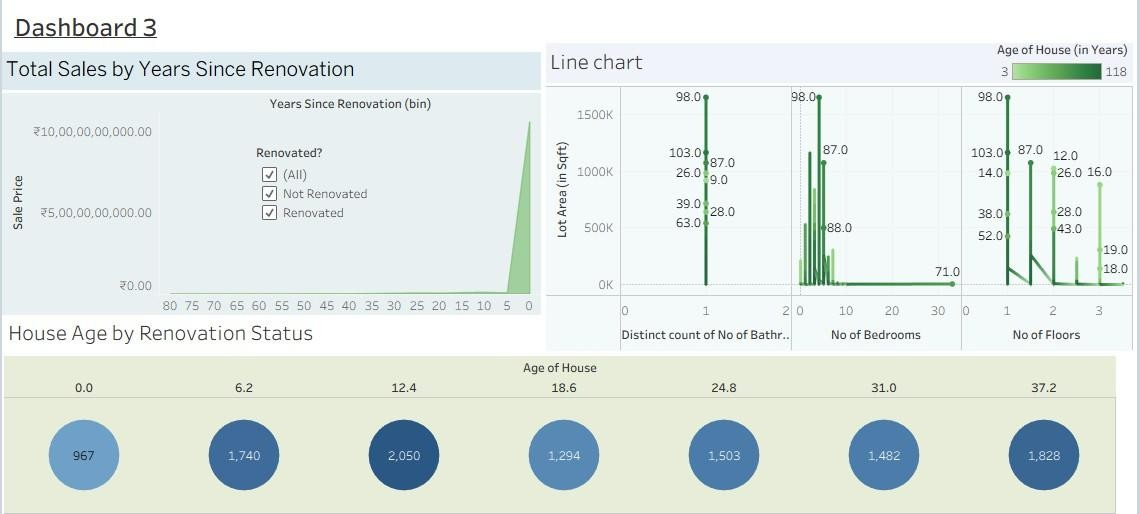 Dashboard 3
Total Sales by Years Since Renovation
Years Since Renovation (bin)
Sale Price
₹10,00,00,00,000.00
₹5,00,00,00,000.00
₹0.00
Renovated?
(All)
Not Renovated
Renovated
80 75 70 65 60 55 50 45 40 35 30 25 20 15 10 5 0
Line chart
Age of House (in Years)
3 118
Lot Area (in Sqft)
1500K
1000K
500K
0K
98.0
103.0
87.0
26.0
9.0
39.0
28.0
63.0
98.0
87.0
88.0
71.0
98.0
103.0
87.0
12.0
14.0
26.0
16.0
38.0
28.0
52.0
43.0
19.0
18.0
0 1 2
0 10 20 30
0 1 2 3
Distinct count of No of Bathr..
No of Bedrooms
No of Floors
House Age by Renovation Status
Age of House
0.0 6.2 12.4 18.6 24.8 31.0 37.2
967 1,740 2,050 1,294 1,503 1,482 1,828